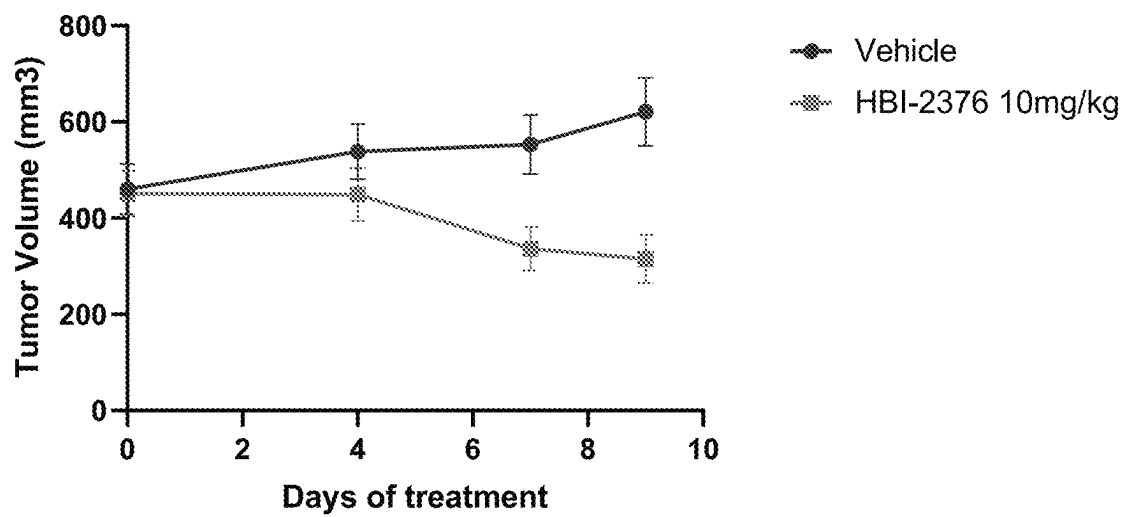 Tumor Volume (mm3)
800
600
400
200
0
0 2 4 6 8 10
Days of treatment
Vehicle
HBI-2376 10mg/kg